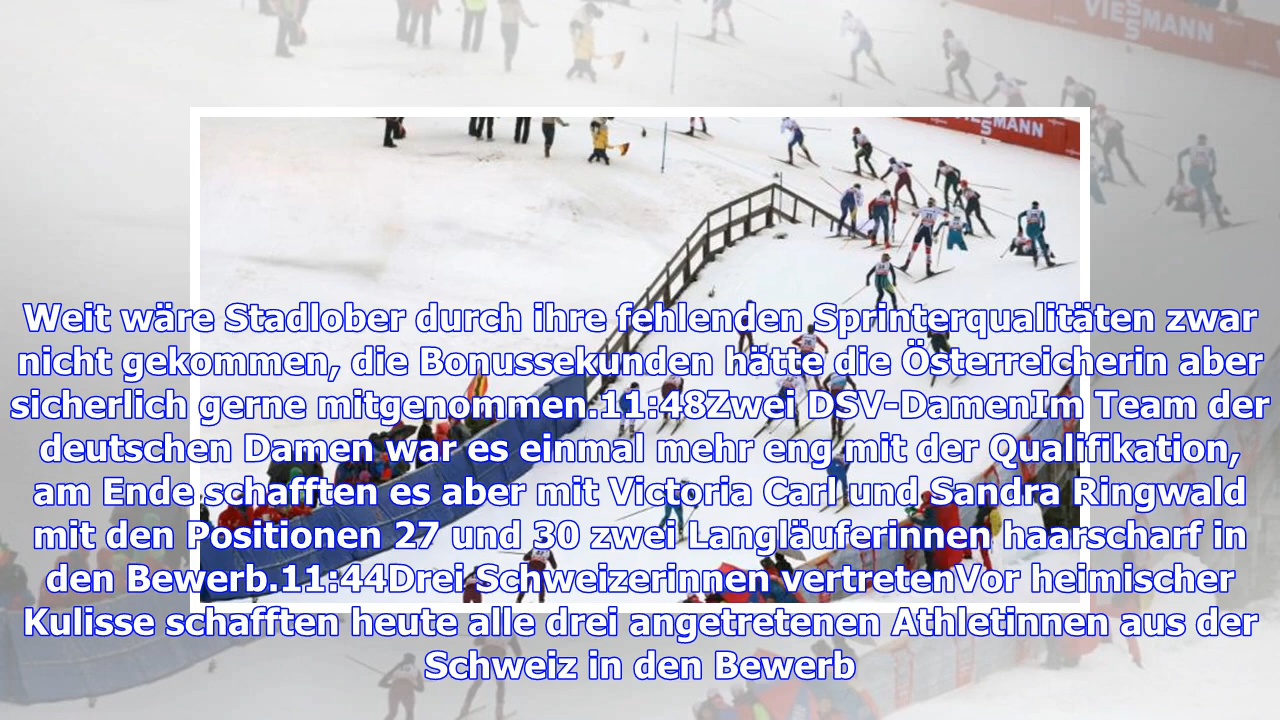 VIESSMANN
VIESSMANN
Weit wäre Stadlober durch ihre fehlenden Sprinterqualitäten zwar
nicht gekommen, die Bonussekunden hätte die Österreicherin aber
sicherlich gerne mitgenommen.11:48Zwei DSV-DamenIm Team der
deutschen Damen war es einmal mehr eng mit der Qualifikation,
am Ende schafften es aber mit Victoria Carl und Sandra Ringwald
mit den Positionen 27 und 30 zwei Langläuferinnen haarscharf in
den Bewerb.11:44Drei Schweizerinnen vertretenVor heimischer
Kulisse schafften heute alle drei angetretenen Athletinnen aus der
Schweiz in den Bewerb